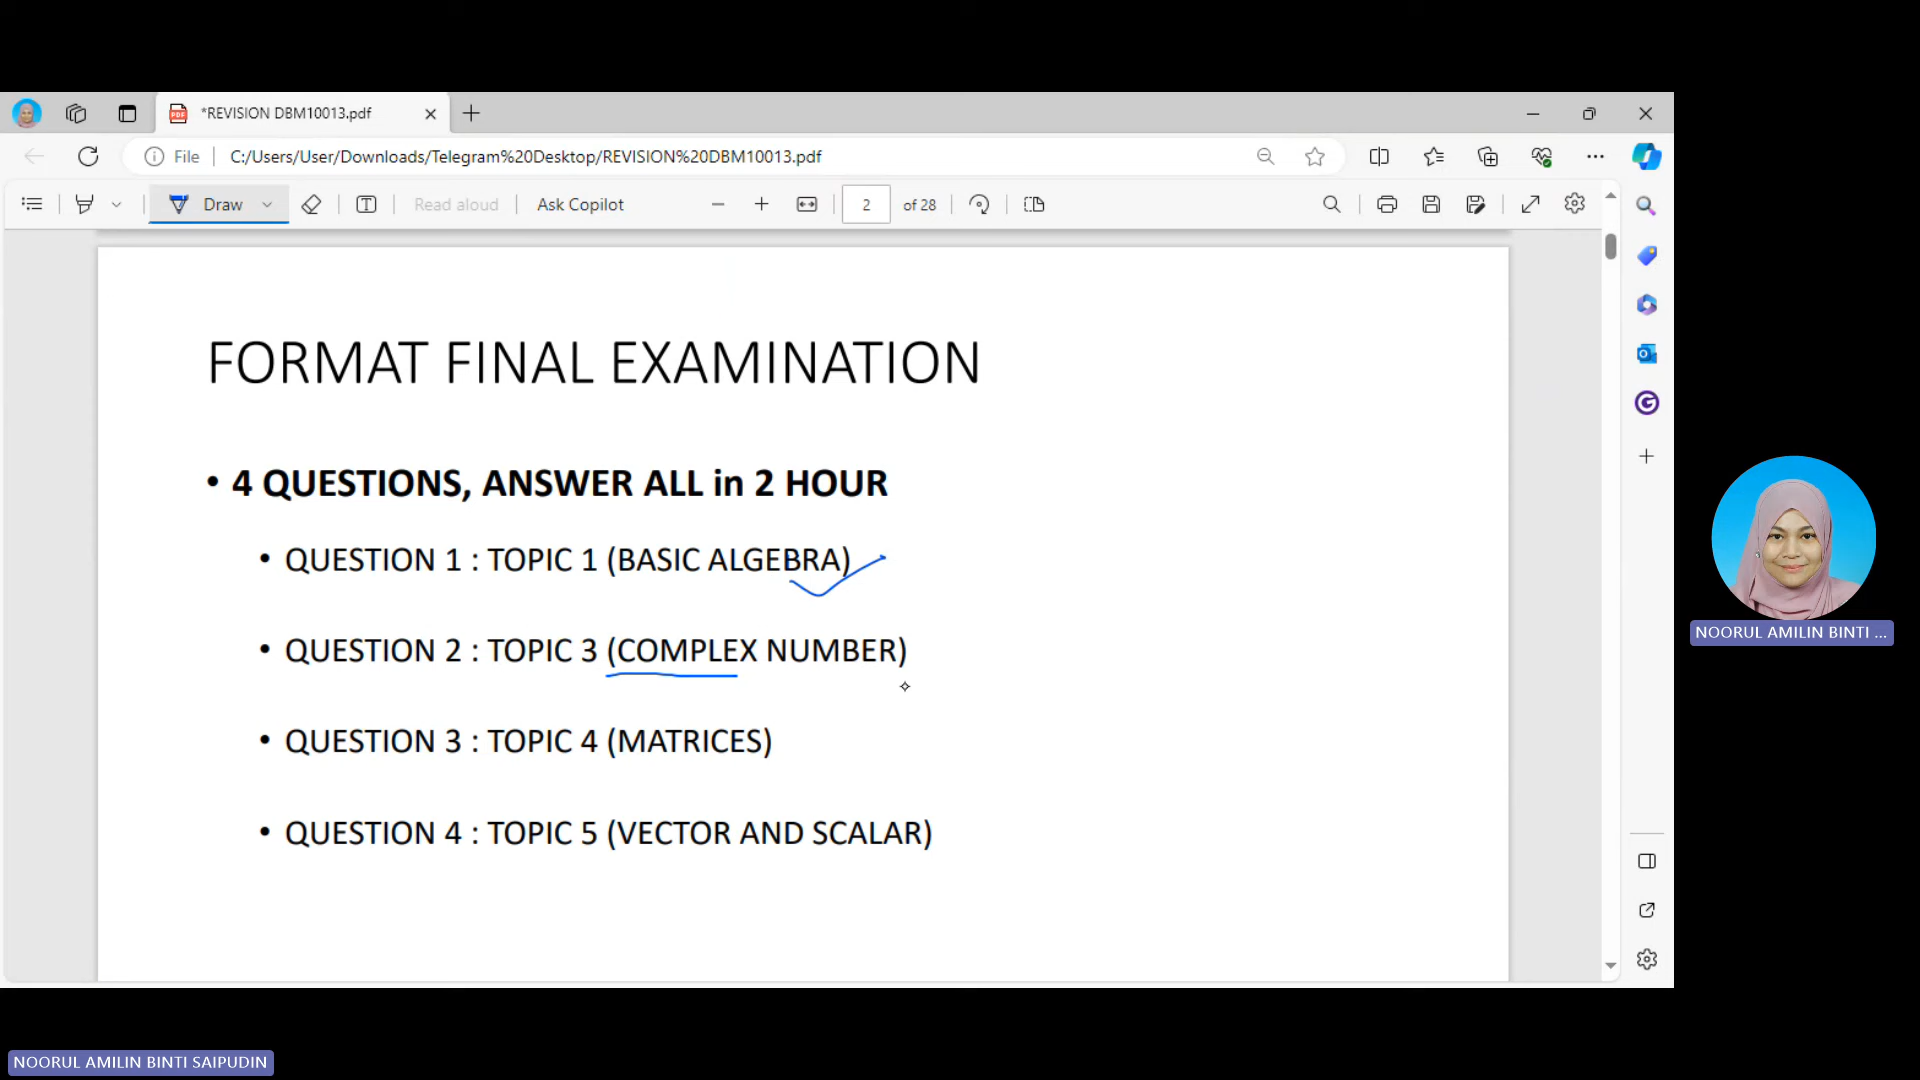 *REVISION DBM10013.pdf
File C:/Users/User/Downloads/Telegram%20Desktop/REVISION%20DBM10013.pdf
Draw Read aloud Ask Copilot 2 of 28
FORMAT FINAL EXAMINATION
• 4 QUESTIONS, ANSWER ALL in 2 HOUR
• QUESTION 1 : TOPIC 1 (BASIC ALGEBRA)
• QUESTION 2 : TOPIC 3 (COMPLEX NUMBER)
• QUESTION 3 : TOPIC 4 (MATRICES)
• QUESTION 4 : TOPIC 5 (VECTOR AND SCALAR)
NOORUL AMILIN BINTI ...
NOORUL AMILIN BINTI SAIPUDIN